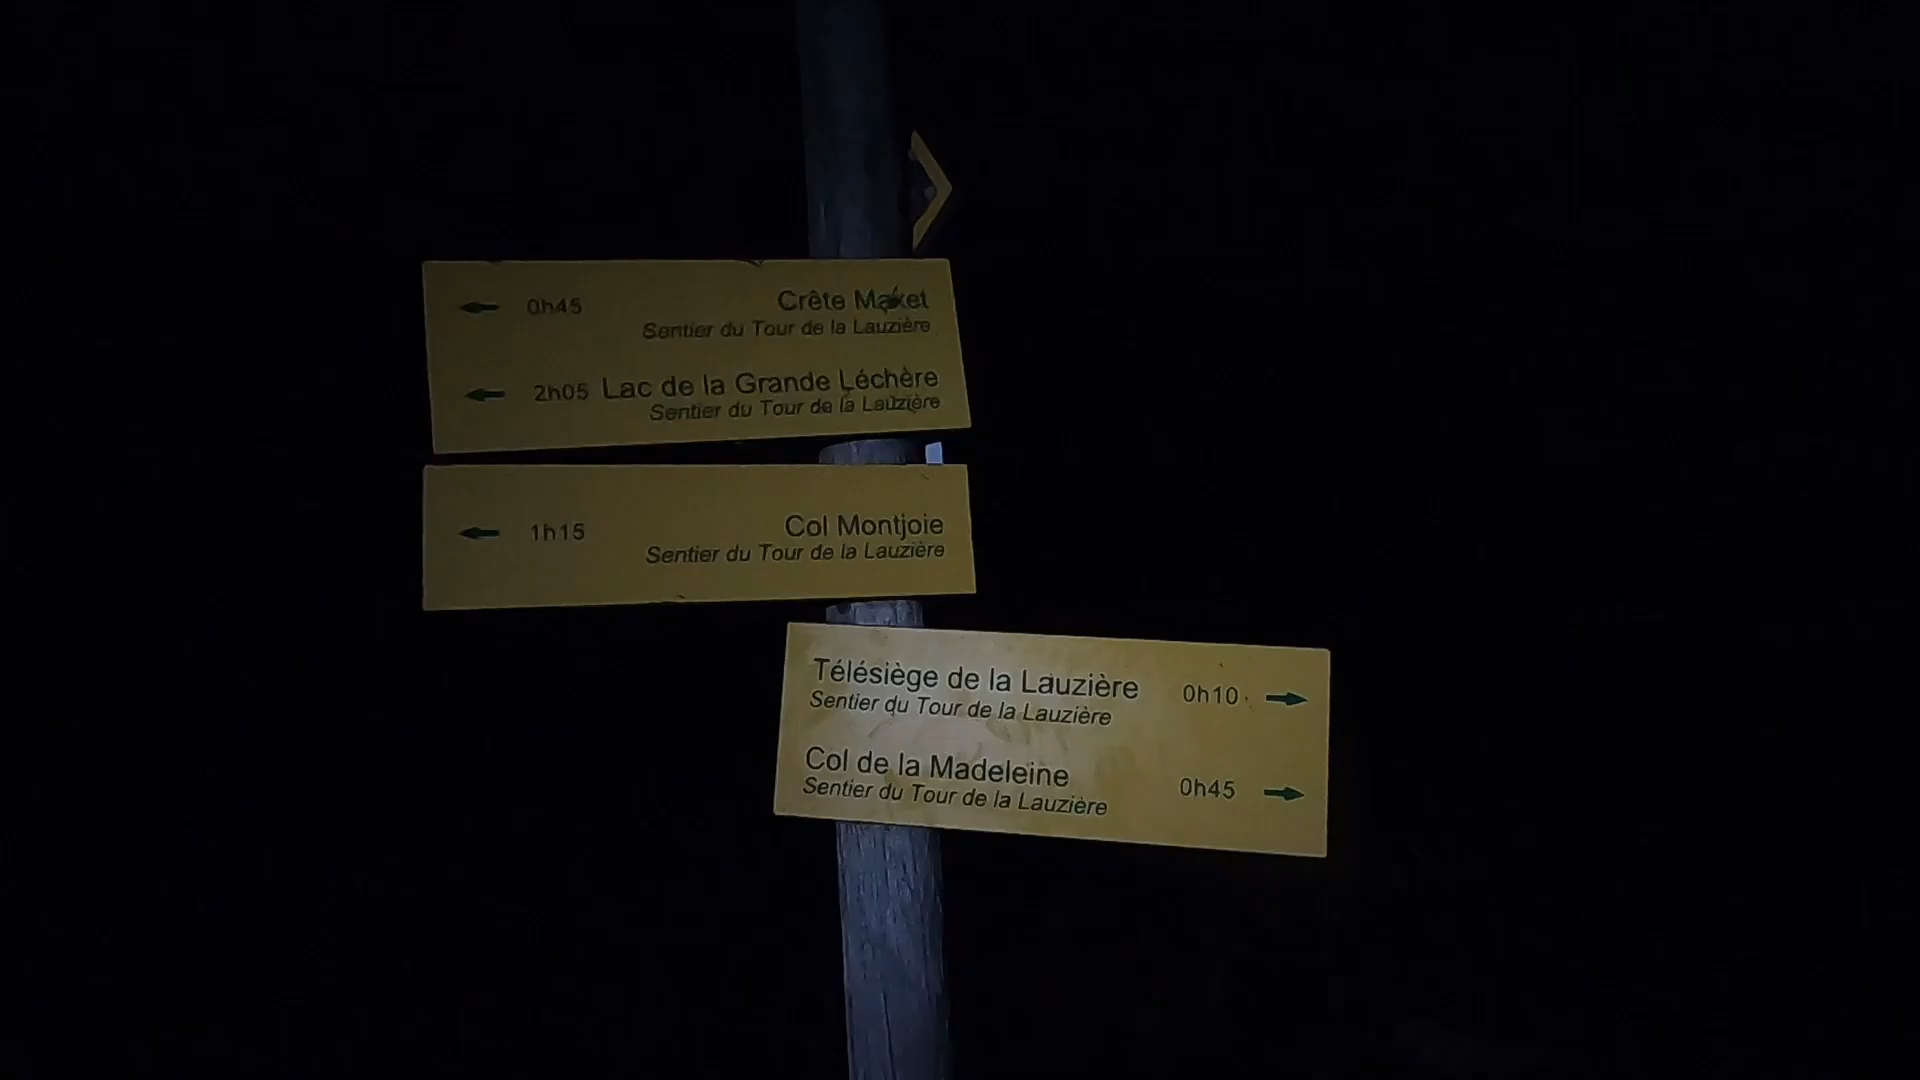 0h45 Crête Maket
Sentier du Tour de la Lauzière
2h05 Lac de la Grande Léchère
Sentier du Tour de la Lauzière
1h15 Col Montjoie
Sentier du Tour de la Lauzière
Télésiège de la Lauzière 0h10
Sentier du Tour de la Lauzière
Col de la Madeleine 0h45
Sentier du Tour de la Lauzière